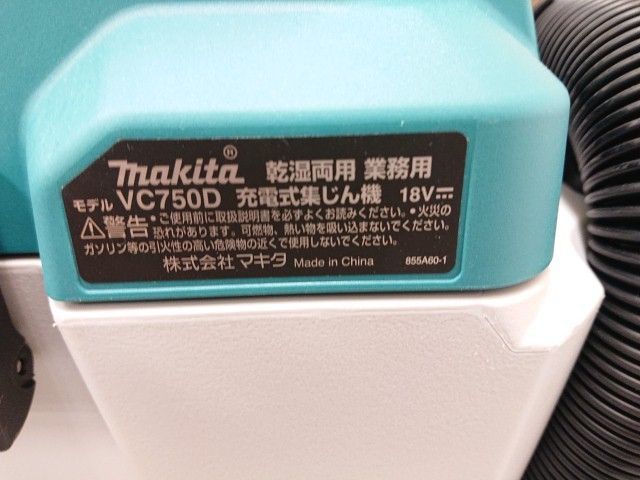 makita® 乾湿両用 業務用
モデル VC750D 充電式集じん機 18V⎓
⚠警告 •ご使用前に取扱説明書を必ずよくお読みください。•火災の
恐れがあります。可燃物、熱い物を吸い込まないでください。
ガソリン等の引火性の高い危険物の近くで使用しないでください。
株式会社 マキタ Made in China 855A60-1